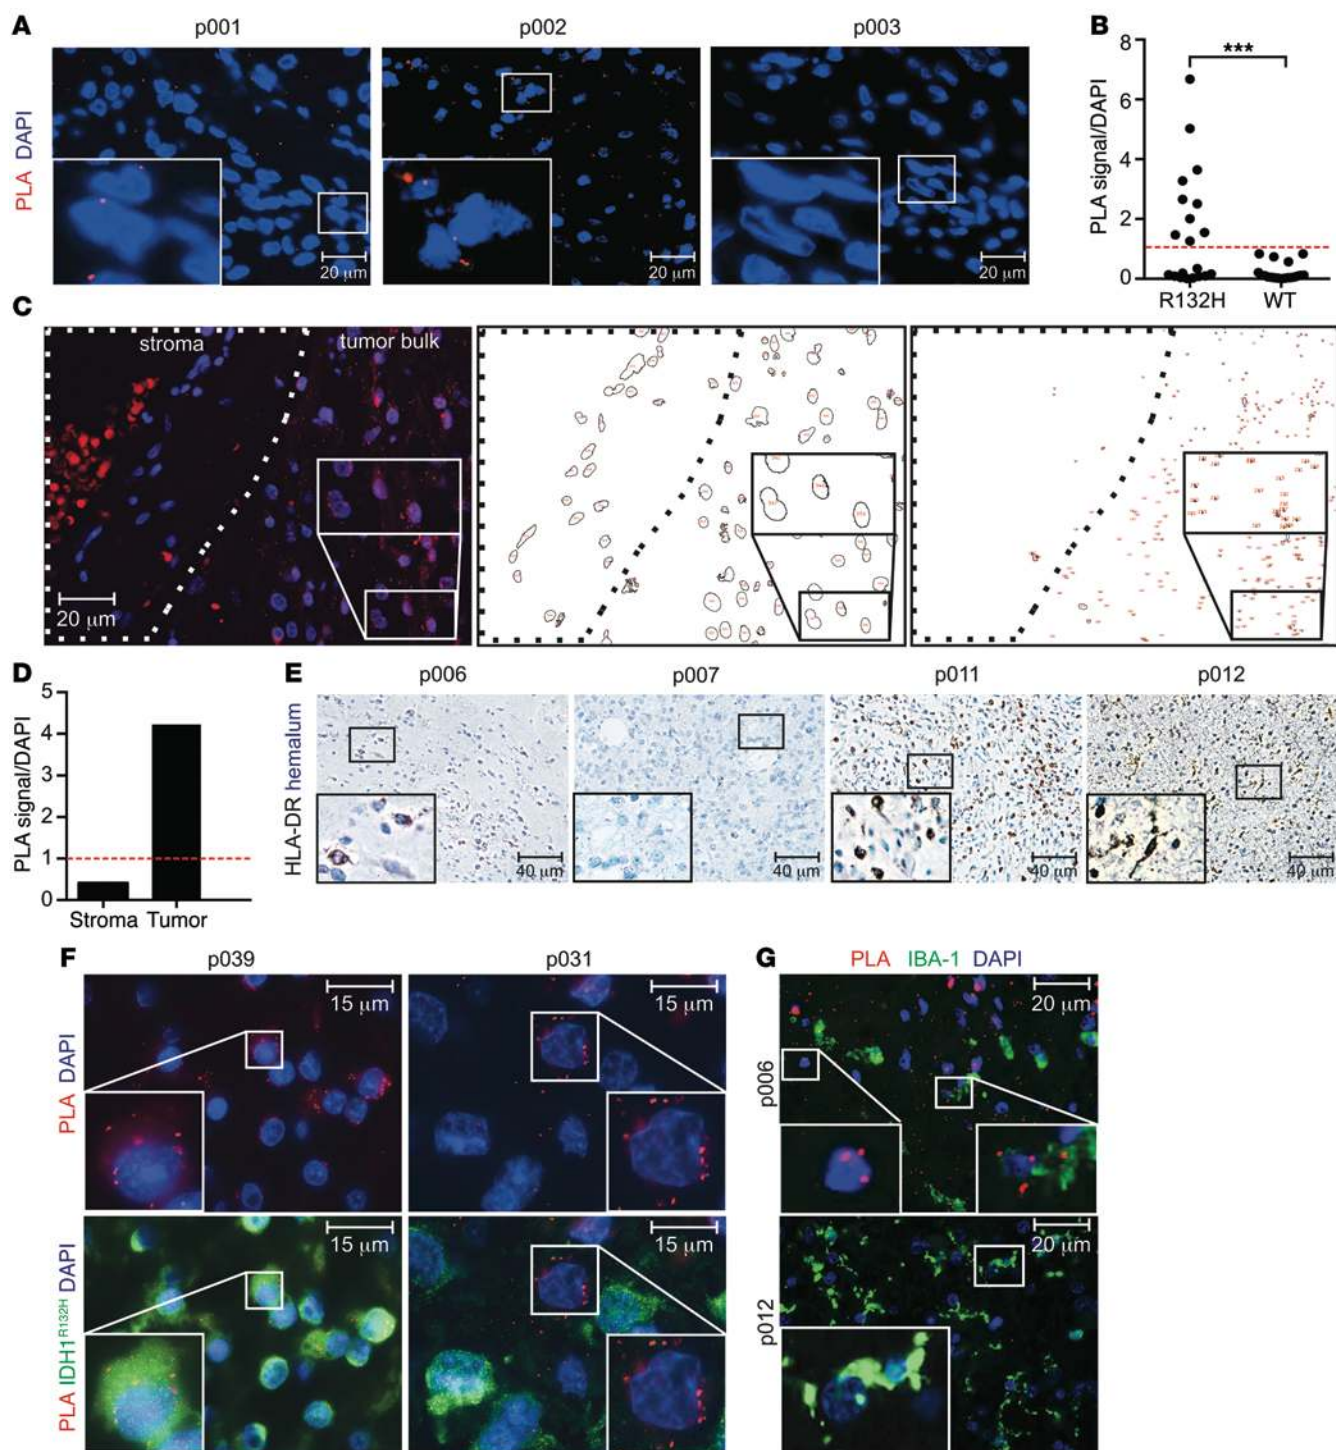 A
p001 p002 p003
PLA DAPI
20 µm
20 µm
20 µm
B
PLA signal/DAPI
8
6
4
2
0
***
R132H WT
C
stroma tumor bulk
20 µm
D
PLA signal/DAPI
5
4
3
2
1
0
Stroma Tumor
E
p006 p007 p011 p012
HLA-DR hemalum
40 µm
40 µm
40 µm
40 µm
F
p039 p031
PLA DAPI
15 µm
15 µm
PLA IDH1R132H DAPI
15 µm
15 µm
G
PLA IBA-1 DAPI
p006
20 µm
p012
20 µm